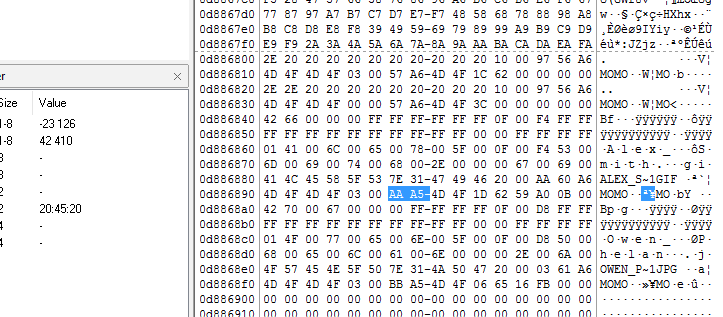 er
Size Value
1-8 -23 126
1-8 42 410
3 -
3 -
2 -
2 20:45:20
4 -
4 -
0d8867d0 77 87 97 A7 B7 C7 D7 E7-F7 48 58 68 78 88 98 A8
0d8867e0 B8 C8 D8 E8 F8 39 49 59-69 79 89 99 A9 B9 C9 D9 ¸ÈØèø9IYiy··©¹ÉÙ
0d8867f0 E9 F9 2A 3A 4A 5A 6A 7A-8A 9A AA BA CA DA EA FA éù*:JZjz··ªºÊÚêú
0d886800 2E 20 20 20 20 20 20 20-20 20 20 10 00 97 56 A6 . ···V¦
0d886810 4D 4F 4D 4F 03 00 57 A6-4D 4F 1C 62 00 00 00 00 MOMO··W¦MO·b····
0d886820 2E 2E 20 20 20 20 20 20-20 20 20 10 00 97 56 A6 .. ···V¦
0d886830 4D 4F 4D 4F 00 00 57 A6-4D 4F 3C 00 00 00 00 00 MOMO··W¦MO<·····
0d886840 42 66 00 00 00 FF FF FF-FF FF FF 0F 00 F4 FF FF Bf···ÿÿÿÿÿÿ··ôÿÿ
0d886850 FF FF FF FF FF FF FF FF-FF FF 00 00 FF FF FF FF ÿÿÿÿÿÿÿÿÿÿ··ÿÿÿÿ
0d886860 01 41 00 6C 00 65 00 78-00 5F 00 0F 00 F4 53 00 ·A·l·e·x·_···ôS·
0d886870 6D 00 69 00 74 00 68 00-2E 00 00 00 67 00 69 00 m·i·t·h·.···g·i·
0d886880 41 4C 45 58 5F 53 7E 31-47 49 46 20 00 AA 60 A6 ALEX_S~1GIF ·ª`¦
0d886890 4D 4F 4D 4F 03 00 AA A5-4D 4F 1D 62 59 A0 0B 00 MOMO··ª¥MO·bY ··
0d8868a0 42 70 00 67 00 00 00 FF-FF FF FF 0F 00 D8 FF FF Bp·g···ÿÿÿÿ··Øÿÿ
0d8868b0 FF FF FF FF FF FF FF FF-FF FF 00 00 FF FF FF FF ÿÿÿÿÿÿÿÿÿÿ··ÿÿÿÿ
0d8868c0 01 4F 00 77 00 65 00 6E-00 5F 00 0F 00 D8 50 00 ·O·w·e·n·_···ØP·
0d8868d0 68 00 65 00 6C 00 61 00-6E 00 00 00 2E 00 6A 00 h·e·l·a·n···.·j·
0d8868e0 4F 57 45 4E 5F 50 7E 31-4A 50 47 20 00 03 61 A6 OWEN_P~1JPG ··a¦
0d8868f0 4D 4F 4D 4F 03 00 BB A5-4D 4F 06 65 16 FB 00 00 MOMO··»¥MO·e·û··
0d886900 00 00 00 00 00 00 00 00-00 00 00 00 00 00 00 00 ················
0d886910 00 00 00 00 00 00 00 00-00 00 00 00 00 00 00 00